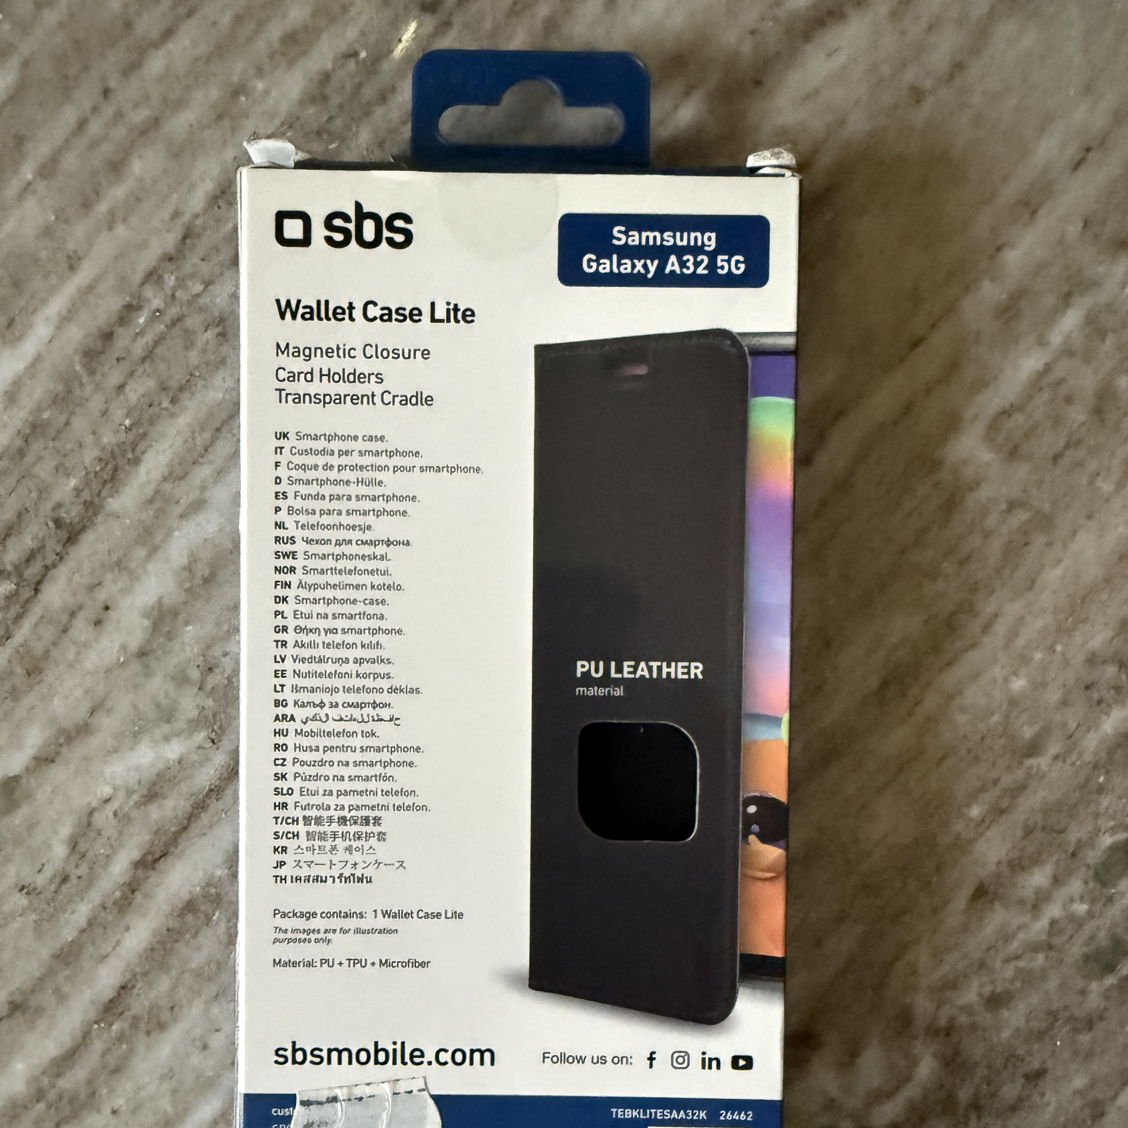 sbs
Samsung
Galaxy A32 5G
Wallet Case Lite
Magnetic Closure
Card Holders
Transparent Cradle
UK Smartphone case.
IT Custodia per smartphone.
F Coque de protection pour smartphone.
D Smartphone-Hülle.
ES Funda para smartphone.
P Bolsa para smartphone.
NL Telefoonhoesje.
RUS Чехол для смартфона.
SWE Smartphoneskal.
NOR Smarttelefonetui.
FIN Älypuhelimen kotelo.
DK Smartphone-case.
PL Etui na smartfona.
GR Θήκη για smartphone.
TR Akıllı telefon kılıfı.
LV Viedtālruņa apvalks.
EE Nutitelefoni korpus.
LT Išmaniojo telefono dėklas.
BG Калъф за смартфон.
ARA
HU Mobiltelefon tok.
RO Husa pentru smartphone.
CZ Pouzdro na smartphone.
SK Púzdro na smartfón.
SLO Etui za pametni telefon.
HR Futrola za pametni telefon.
T/CH 智能手機保護套
S/CH 智能手机保护套
KR 스마트폰 케이스
JP スマートフォンケース
TH เคสสมาร์ทโฟน
PU LEATHER
material
Package contains: 1 Wallet Case Lite
The images are for illustration
purposes only.
Material: PU + TPU + Microfiber
sbsmobile.com
Follow us on:
TEBKLITESAA32K 26462